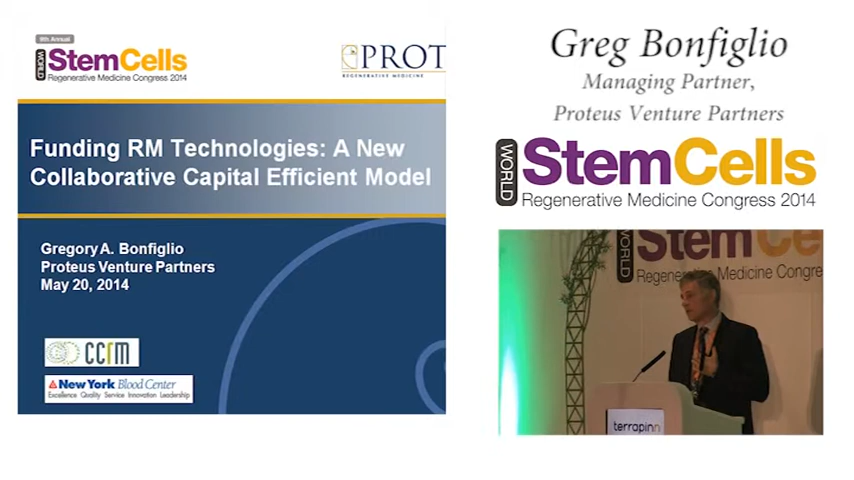 9th Annual
WORLD
StemCells
Regenerative Medicine Congress 2014
PROT
REGENERATIVE MEDICINE
Funding RM Technologies: A New
Collaborative Capital Efficient Model
Gregory A. Bonfiglio
Proteus Venture Partners
May 20, 2014
ccrm
New York Blood Center
Excellence Quality Service Innovation Leadership
Greg Bonfiglio
Managing Partner,
Proteus Venture Partners
WORLD
StemCells
Regenerative Medicine Congress 2014
WORLD
StemCe
Regenerative Medicine Congre
terrapinn